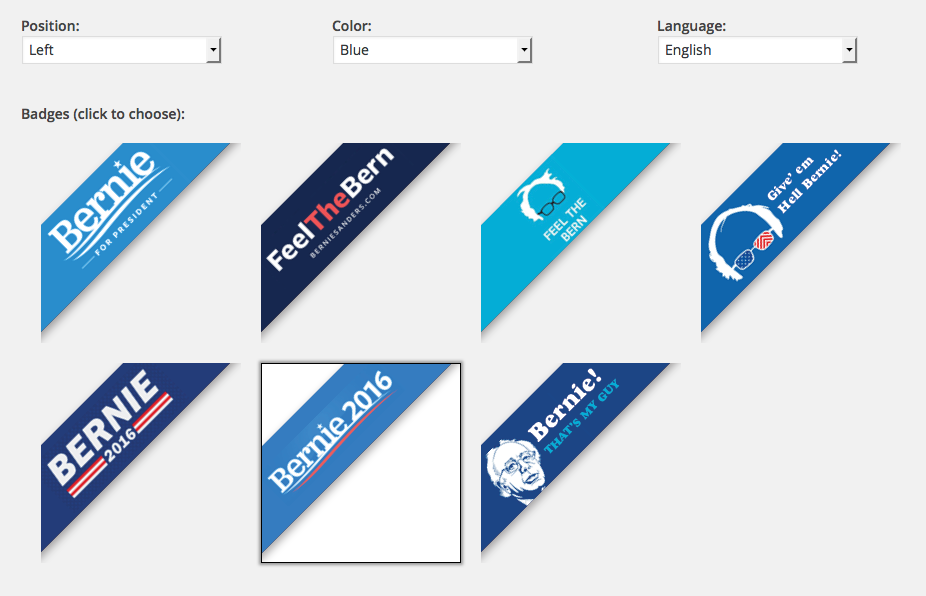 Position:
Color:
Language:
Left
Blue
English
Badges (click to choose):
Bernie
FOR PRESIDENT
FeelTheBern
BERNIESANDERS.COM
FEEL THE
BERN
Give' em
Hell Bernie!
BERNIE
2016
Bernie 2016
Bernie!
THAT'S MY GUY